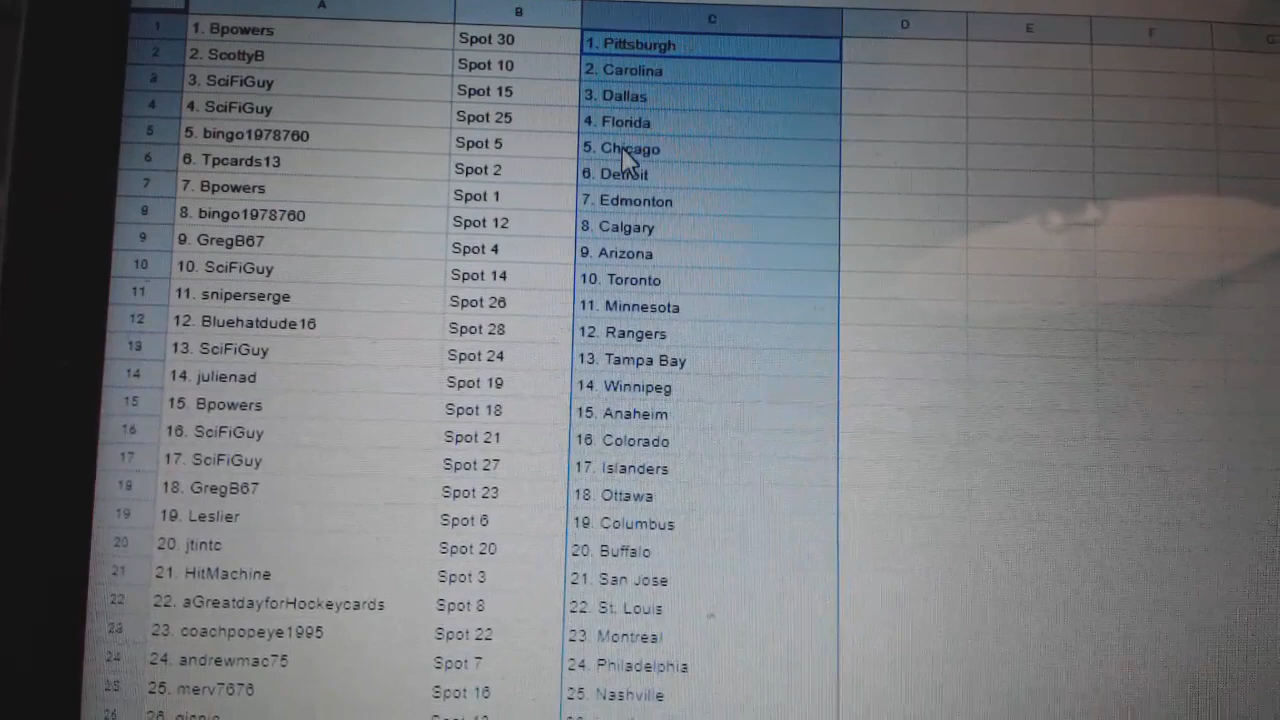 A B C D E F G
1 1. Bpowers Spot 30 1. Pittsburgh
2 2. ScottyB Spot 10 2. Carolina
3 3. SciFiGuy Spot 15 3. Dallas
4 4. SciFiGuy Spot 25 4. Florida
5 5. bingo1978760 Spot 5 5. Chicago
6 6. Tpcards13 Spot 2 6. Detroit
7 7. Bpowers Spot 1 7. Edmonton
8 8. bingo1978760 Spot 12 8. Calgary
9 9. GregB67 Spot 4 9. Arizona
10 10. SciFiGuy Spot 14 10. Toronto
11 11. sniperserge Spot 26 11. Minnesota
12 12. Bluehatdude16 Spot 28 12. Rangers
13 13. SciFiGuy Spot 24 13. Tampa Bay
14 14. julienad Spot 19 14. Winnipeg
15 15. Bpowers Spot 18 15. Anaheim
16 16. SciFiGuy Spot 21 16. Colorado
17 17. SciFiGuy Spot 27 17. Islanders
18 18. GregB67 Spot 23 18. Ottawa
19 19. Leslier Spot 6 19. Columbus
20 20. jtintc Spot 20 20. Buffalo
21 21. HitMachine Spot 3 21. San Jose
22 22. aGreatdayforHockeycards Spot 8 22. St. Louis
23 23. coachpopeye1995 Spot 22 23. Montreal
24 24. andrewmac75 Spot 7 24. Philadelphia
25 25. merv7676 Spot 16 25. Nashville
26 26.